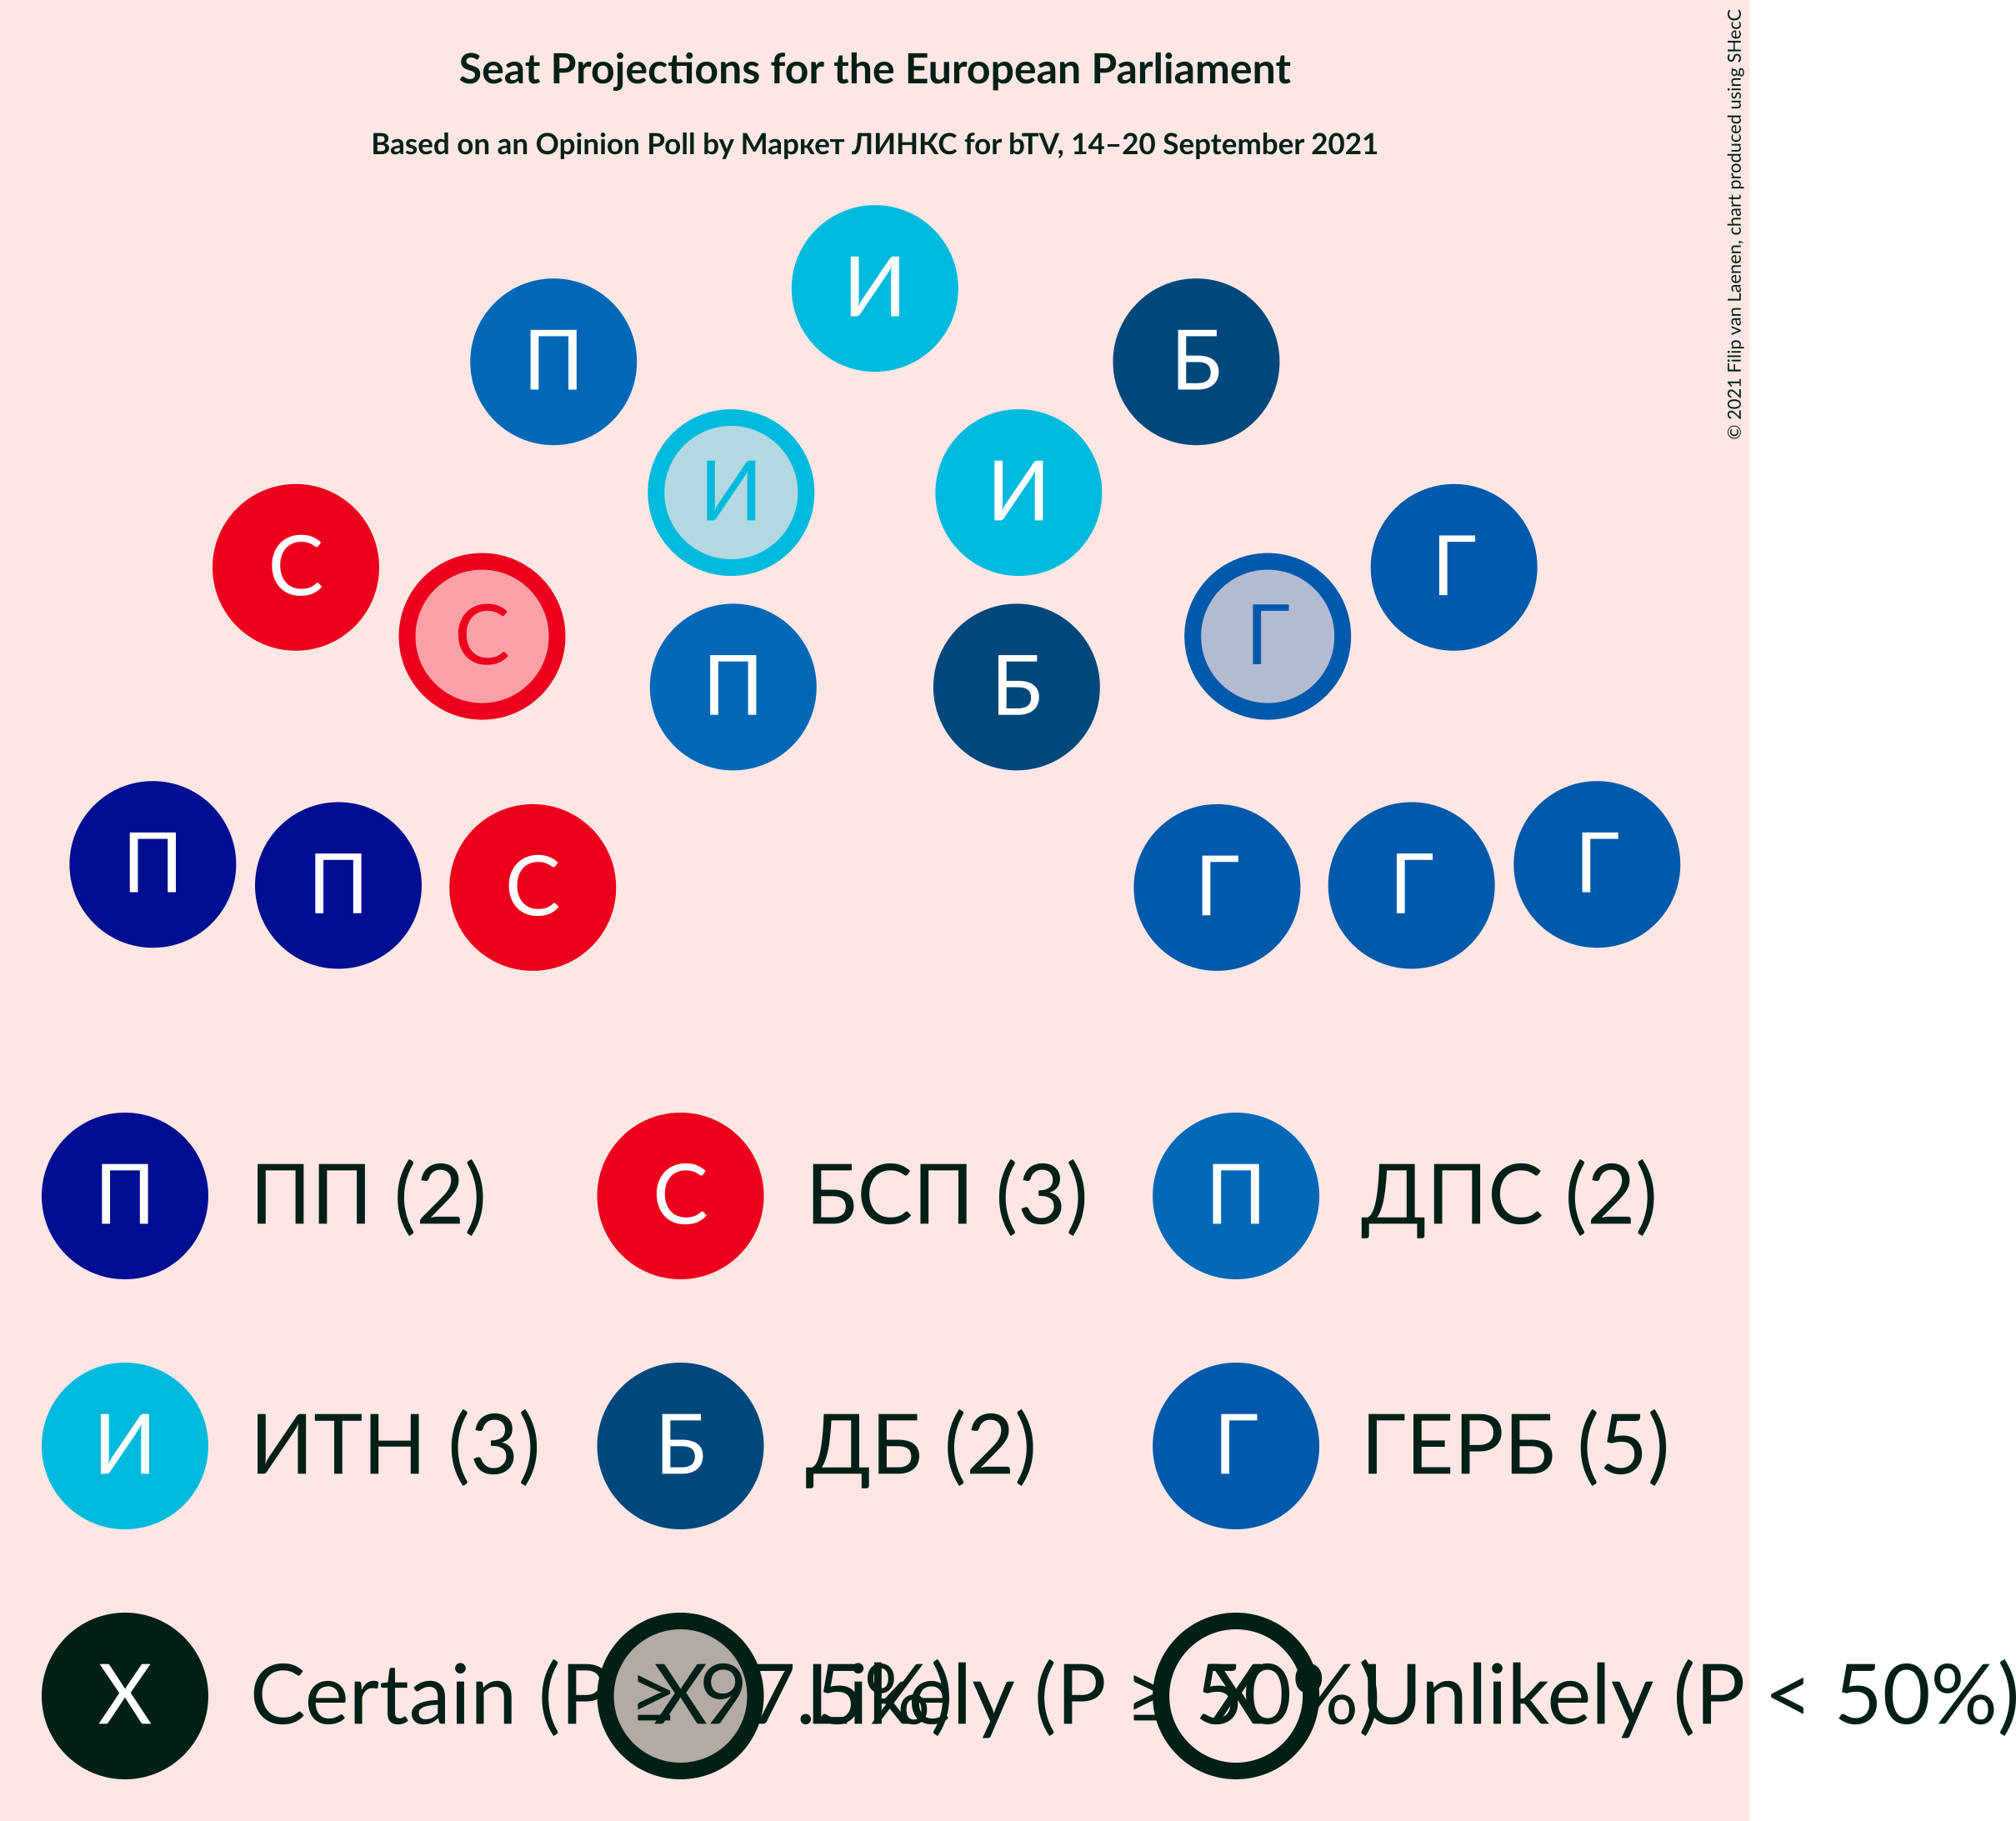 Seat Projections for the European Parliament
Based on an Opinion Poll by Маркет ЛИНКС for bTV, 14–20 September 2021
© 2021 Filip van Laenen, chart produced using SHecC
И
П
Б
И
И
С
Г
С
Г
П
Б
П
П
С
Г
Г
Г
П ПП (2)
С БСП (3)
П ДПС (2)
И ИТН (3)
Б ДБ (2)
Г ГЕРБ (5)
X Certain (P ≥ 97.5%)
X Likely (P ≥ 50%)
X Unlikely (P < 50%)